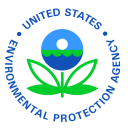 UNITED STATES
ENVIRONMENTAL PROTECTION AGENCY